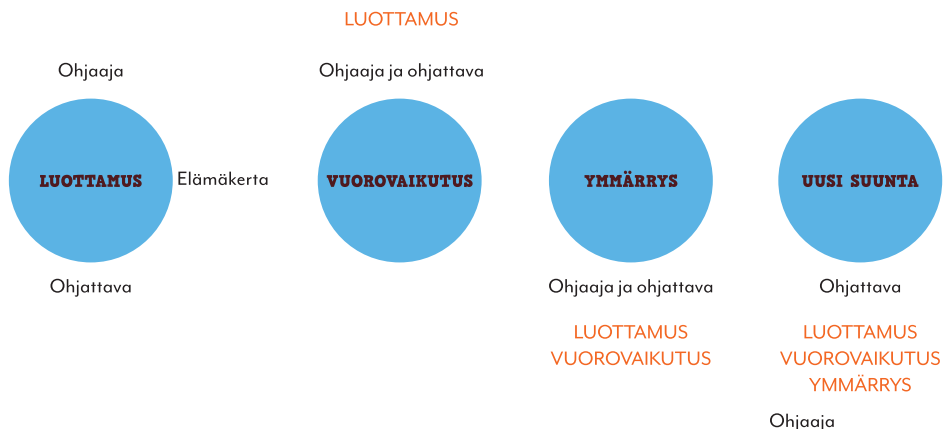 LUOTTAMUS
Ohjaaja
Ohjaaja ja ohjattava
LUOTTAMUS
Elämäkerta
VUOROVAIKUTUS
YMMÄRRYS
UUSI SUUNTA
Ohjattava
Ohjaaja ja ohjattava
Ohjattava
LUOTTAMUS
VUOROVAIKUTUS
LUOTTAMUS
VUOROVAIKUTUS
YMMÄRRYS
Ohjaaja